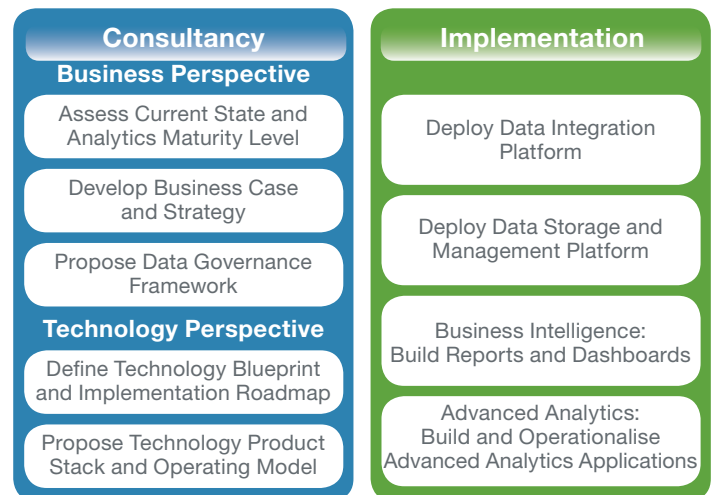 Consultancy
Business Perspective
Assess Current State and
Analytics Maturity Level
Develop Business Case
and Strategy
Propose Data Governance
Framework
Technology Perspective
Define Technology Blueprint
and Implementation Roadmap
Propose Technology Product
Stack and Operating Model
Implementation
Deploy Data Integration
Platform
Deploy Data Storage and
Management Platform
Business Intelligence:
Build Reports and Dashboards
Advanced Analytics:
Build and Operationalise
Advanced Analytics Applications